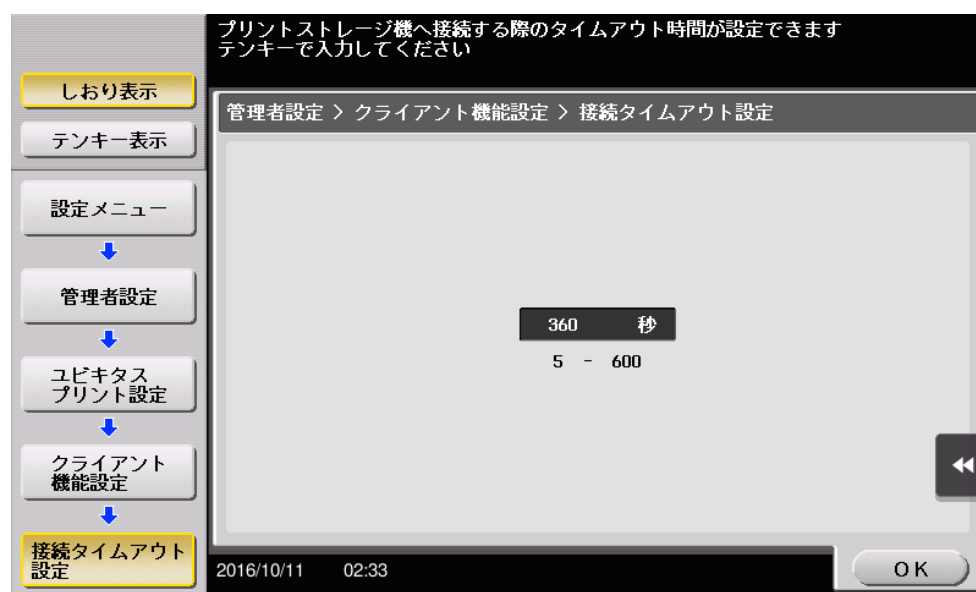 プリントストレージ機へ接続する際のタイムアウト時間が設定できます
テンキーで入力してください
しおり表示
テンキー表示
設定メニュー
管理者設定
ユビキタス
プリント設定
クライアント
機能設定
接続タイムアウト
設定
管理者設定 > クライアント機能設定 > 接続タイムアウト設定
360 秒
5 - 600
2016/10/11 02:33
OK